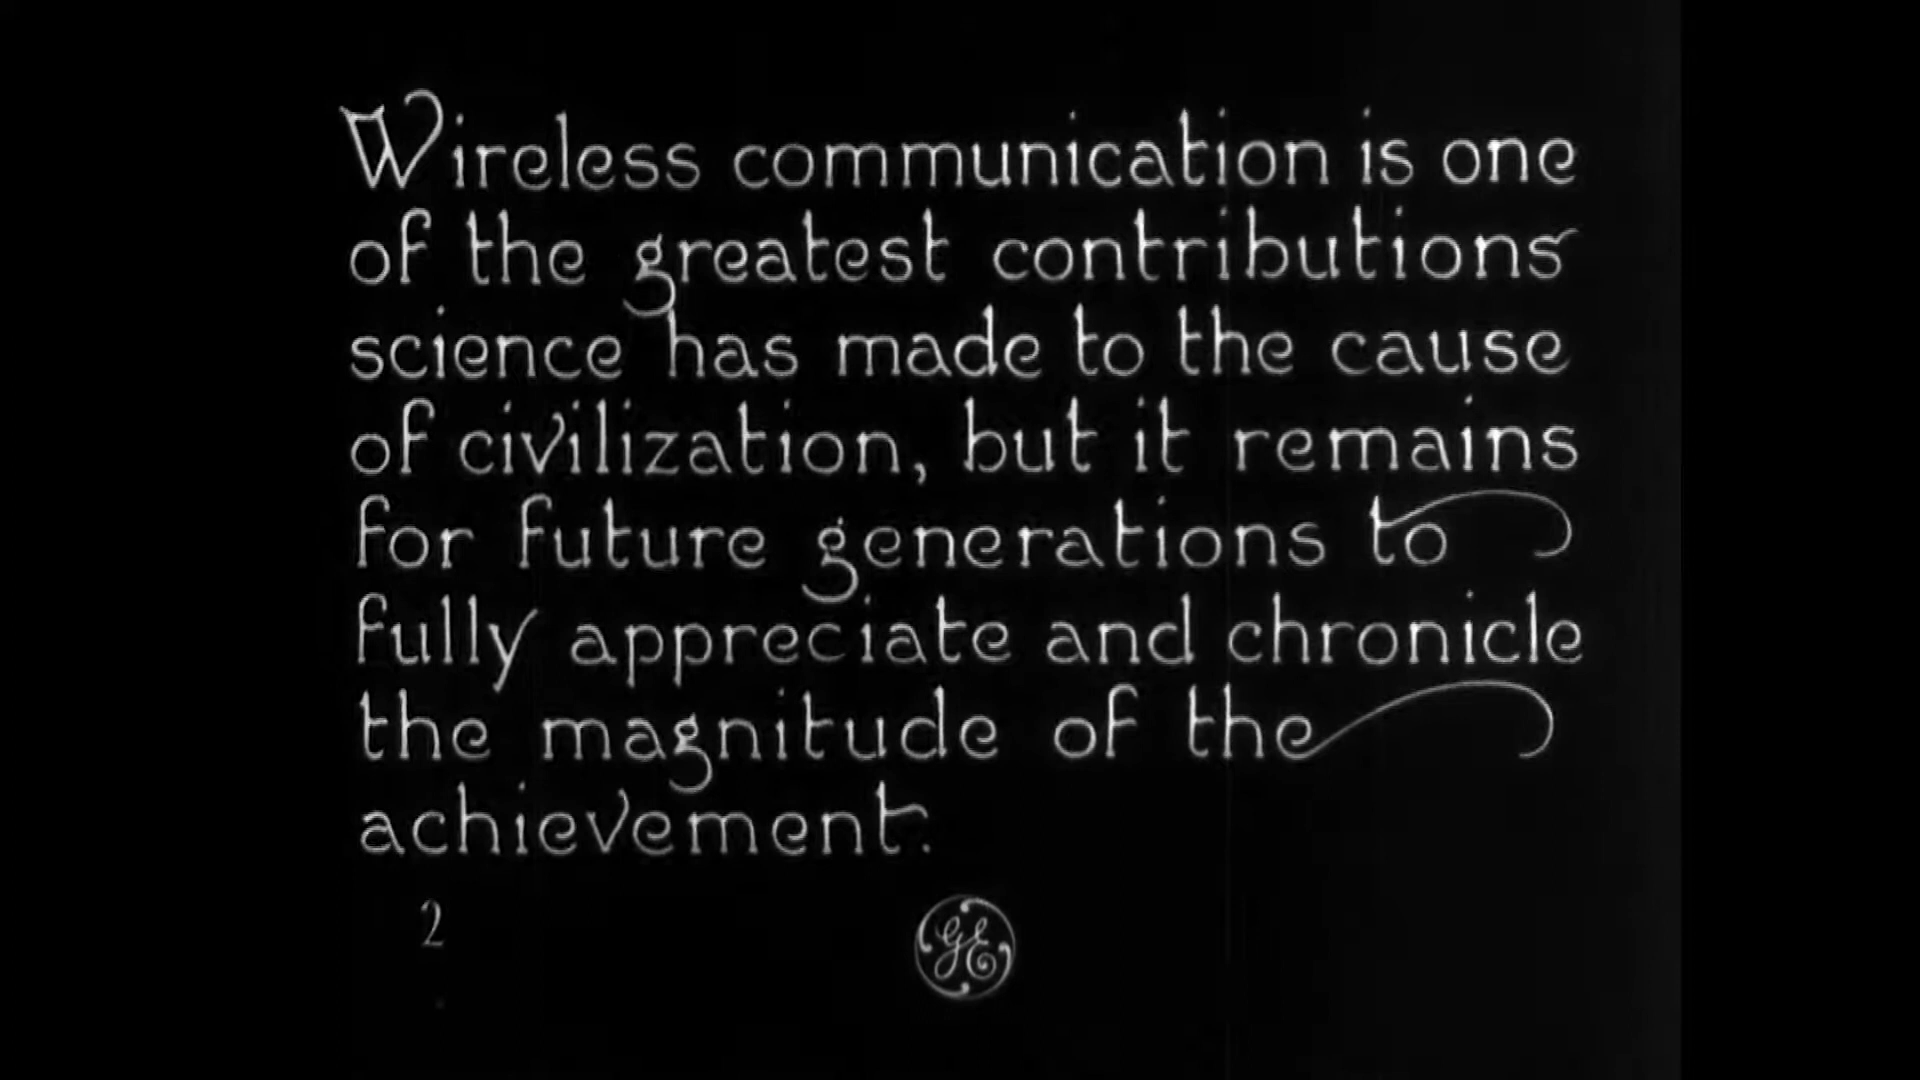 Wireless communication is one
of the greatest contributions
science has made to the cause
of civilization, but it remains
for future generations to
fully appreciate and chronicle
the magnitude of the
achievement.
2
GE